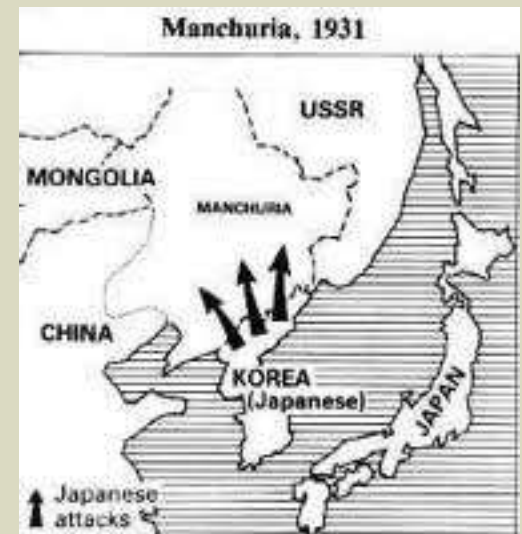 Manchuria, 1931
USSR
MONGOLIA
MANCHURIA
CHINA
KOREA
(Japanese)
JAPAN
Japanese
attacks